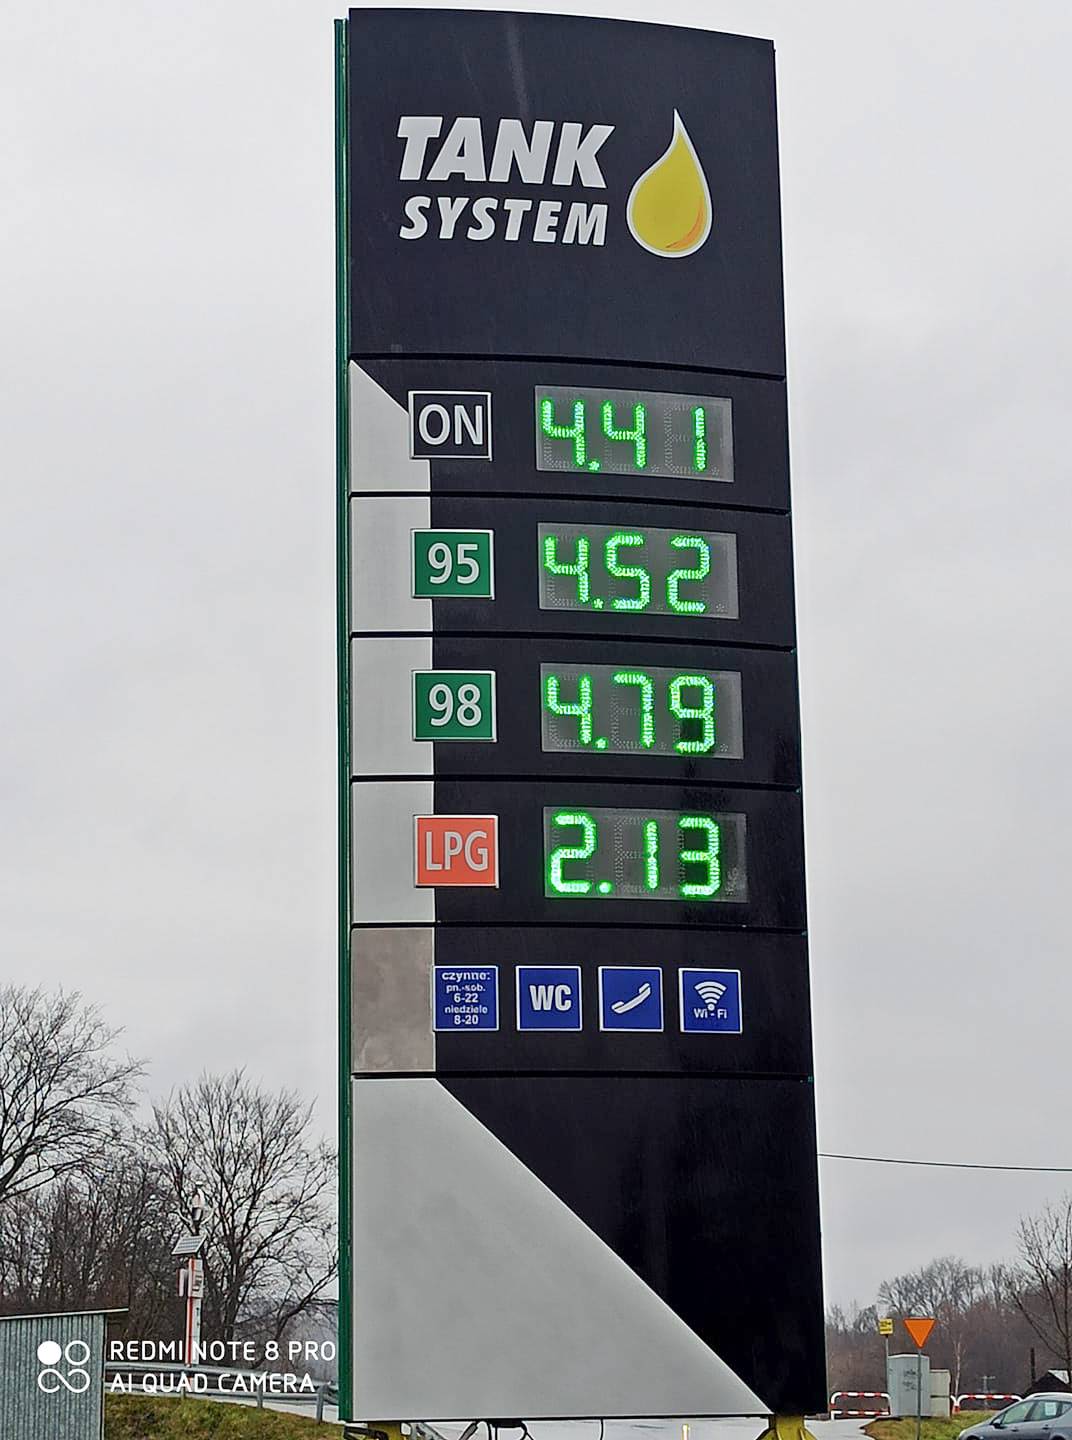 TANK
SYSTEM
ON 4.41
95 4.52
98 4.79
LPG 2.13
czynne:
pn.-sob.
6-22
niedziele
8-20
WC
Wi-Fi
REDMI NOTE 8 PRO
AI QUAD CAMERA